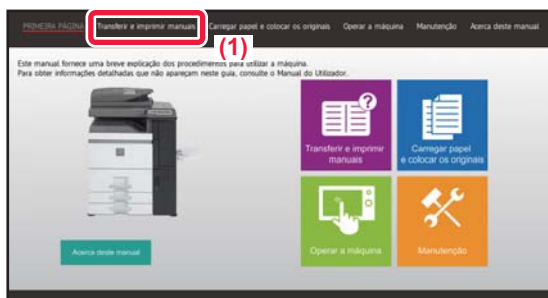 PRIMEIRA PÁGINA Transferir e imprimir manuais Carregar papel e colocar os originais Operar a máquina Manutenção Acerca deste manual
(1)
Este manual fornece uma breve explicação dos procedimentos para utilizar a máquina.
Para obter informações detalhadas que não apareçam neste guia, consulte o Manual do Utilizador.
Transferir e imprimir
manuais
Carregar papel
e colocar os originais
Operar a máquina
Manutenção
Acerca deste manual